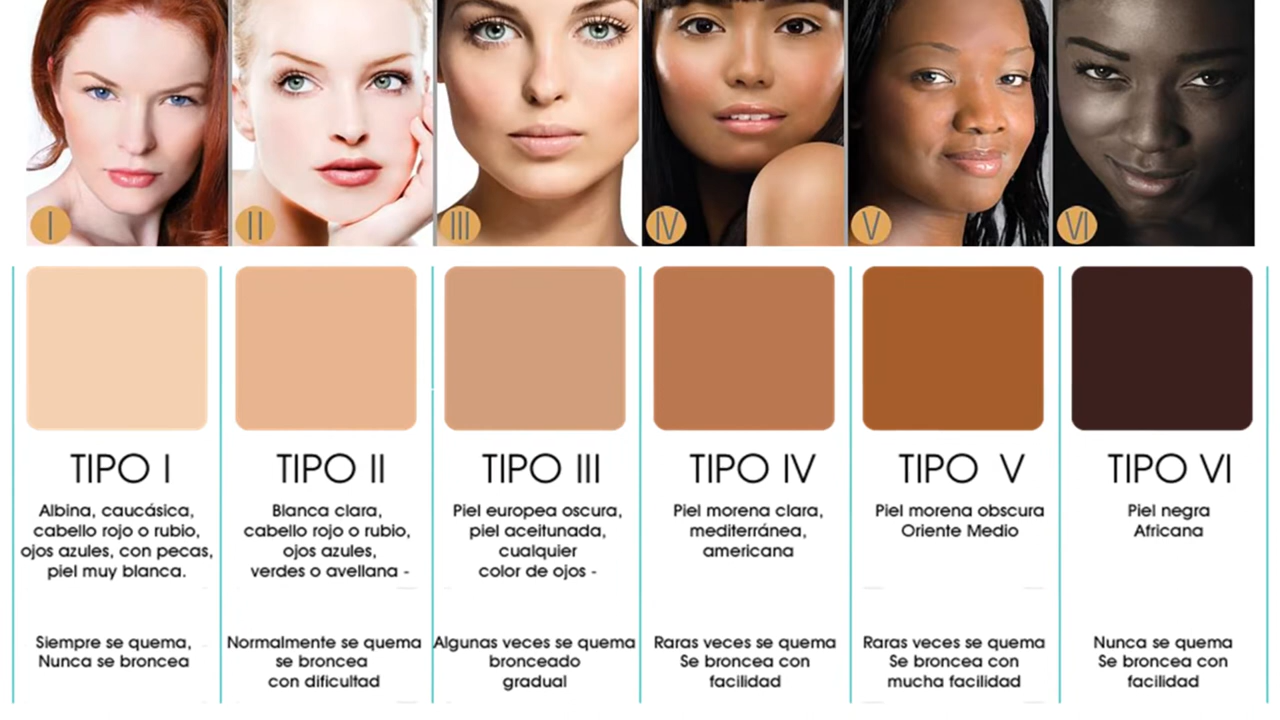 I
II
III
IV
V
VI
TIPO I
Albina, caucásica,
cabello rojo o rubio,
ojos azules, con pecas,
piel muy blanca.
Siempre se quema,
Nunca se broncea
TIPO II
Blanca clara,
cabello rojo o rubio,
ojos azules,
verdes o avellana -
Normalmente se quema
se broncea
con dificultad
TIPO III
Piel europea oscura,
piel aceitunada,
cualquier
color de ojos -
Algunas veces se quema
bronceado
gradual
TIPO IV
Piel morena clara,
mediterránea,
americana
Raras veces se quema
Se broncea con
facilidad
TIPO V
Piel morena obscura
Oriente Medio
Raras veces se quema
Se broncea con
mucha facilidad
TIPO VI
Piel negra
Africana
Nunca se quema
Se broncea con
facilidad